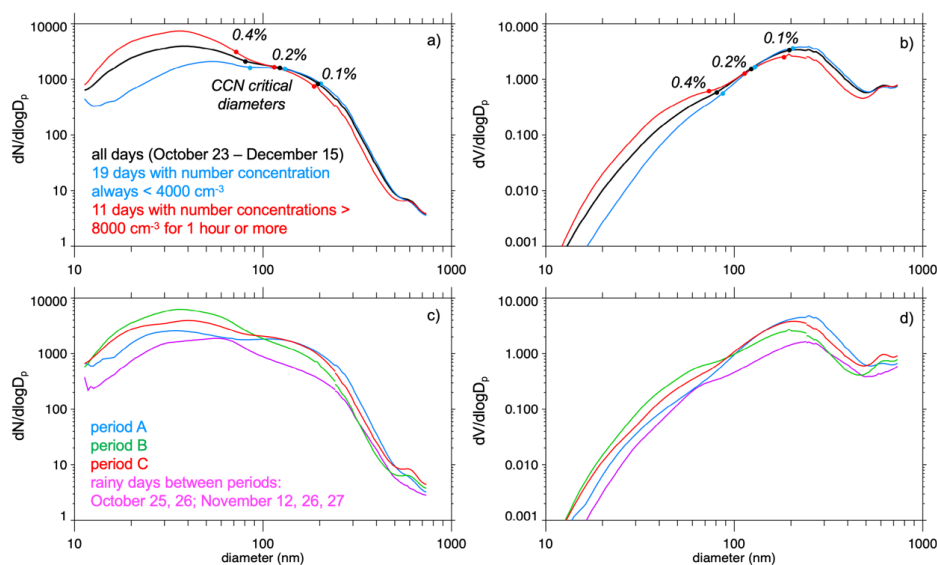 10000
1000
100
10
1
dN/dlogDp
0.4%
0.2%
0.1%
a)
CCN critical
diameters
all days (October 23 – December 15)
19 days with number concentration
always < 4000 cm-3
11 days with number concentrations >
8000 cm-3 for 1 hour or more
10
100
1000
10.000
1.000
0.100
0.010
0.001
dV/dlogDp
0.4%
0.2%
0.1%
b)
10
100
1000
10000
1000
100
10
1
dN/dlogDp
c)
period A
period B
period C
rainy days between periods:
October 25, 26; November 12, 26, 27
10
100
1000
diameter (nm)
10.000
1.000
0.100
0.010
0.001
dV/dlogDp
d)
10
100
1000
diameter (nm)